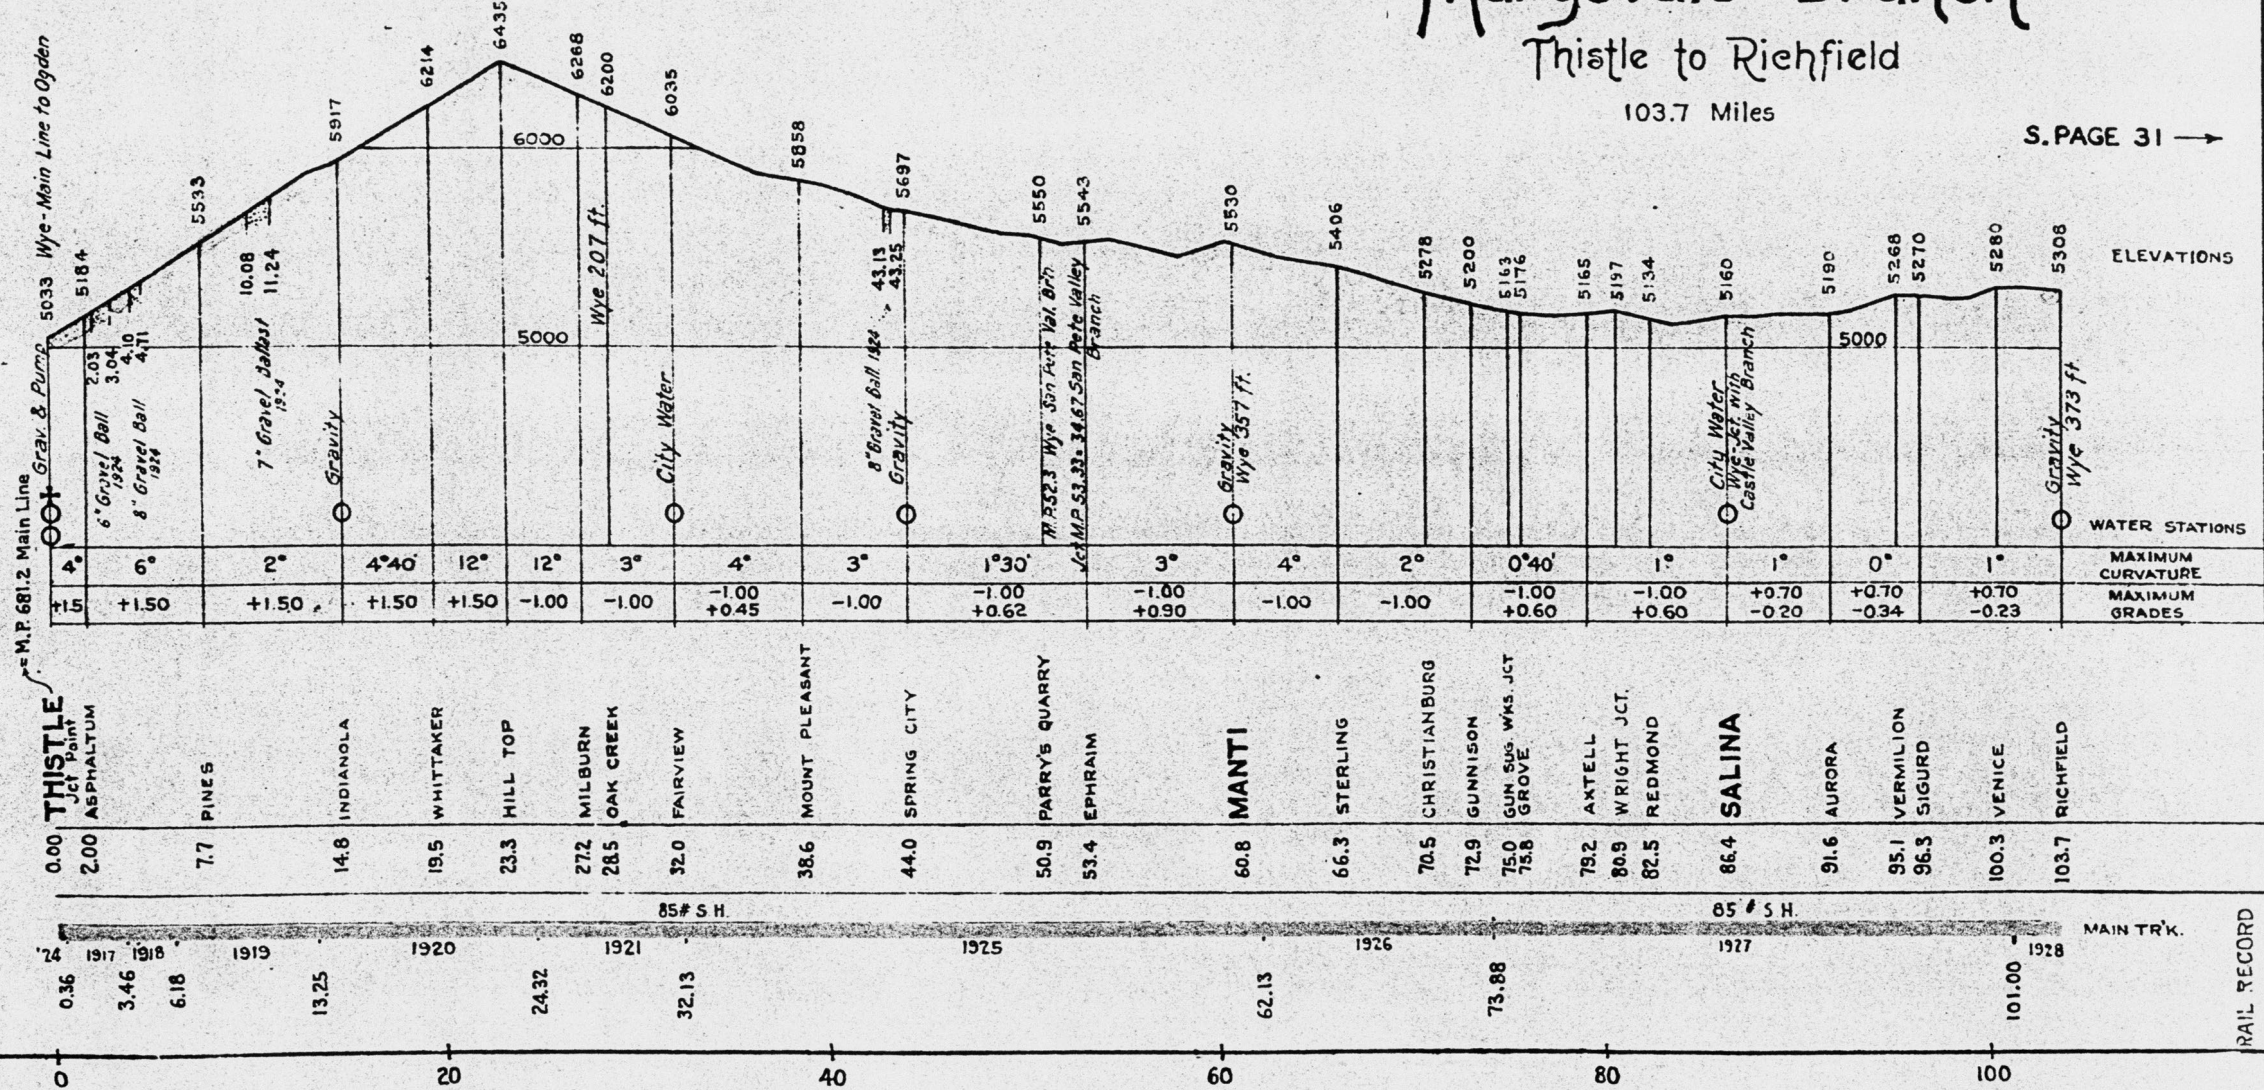 Branch
Thistle to Richfield
103.7 Miles
S. PAGE 31
= M.P. 681.2 Main Line
Grav. & Pump
5033 Wye - Main Line to Ogden
5184
5533
5917
6214
6435
6268
6200
6035
5858
5697
5550
5543
5530
5406
5278
5200
5163
5176
5165
5197
5134
5160
5190
5268
5270
5280
5308
ELEVATIONS
6000
5000
5000
2.03
3.04
4.10
4.71
6" Gravel Ball
1924
8" Gravel Ball
1924
10.08
11.24
7" Gravel Ballast
1924
Gravity
Wye 207 ft.
City Water
43.13
43.25
8" Gravel Ball. 1924
Gravity
M.P. 52.3 Wye San Pete Val. Br'h.
Jct M.P. 53.33 = 34.67 San Pete Valley
Branch
Gravity
Wye 357 ft.
City Water
Wye-Jct. with
Castle Valley Branch
Gravity
Wye 373 ft.
WATER STATIONS
4° 6° 2° 4°40' 12° 12° 3° 4° 3° 1°30' 3° 4° 2° 0°40' 1° 1° 0° 1°
MAXIMUM
CURVATURE
+1.5 +1.50 +1.50 +1.50 +1.50 -1.00 -1.00 -1.00 -1.00 -1.00 -1.00 -1.00 -1.00 -1.00 -1.00 +0.70 +0.70 +0.70
+0.45 +0.62 +0.90 +0.60 +0.60 -0.20 -0.34 -0.23
MAXIMUM
GRADES
THISTLE
Jct Point
ASPHALTUM
PINES
INDIANOLA
WHITTAKER
HILL TOP
MILBURN
OAK CREEK
FAIRVIEW
MOUNT PLEASANT
SPRING CITY
PARRY'S QUARRY
EPHRAIM
MANTI
STERLING
CHRISTIANBURG
GUNNISON
GUN. SUG. WKS. JCT
GROVE
AXTELL
WRIGHT JCT.
REDMOND
SALINA
AURORA
VERMILION
SIGURD
VENICE
RICHFIELD
0.00 2.00 7.7 14.8 19.5 23.3 27.2 28.5 32.0 38.6 44.0 50.9 53.4 60.8 66.3 70.5 72.9 75.0 75.8 79.2 80.9 82.5 86.4 91.6 95.1 96.3 100.3 103.7
85# S.H. 85# S.H.
MAIN TR'K.
'24 1917 1918 1919 1920 1921 1925 1926 1927 1928
0.36 3.46 6.18 13.25 24.32 32.13 62.13 73.88 101.00
RAIL RECORD
0 20 40 60 80 100